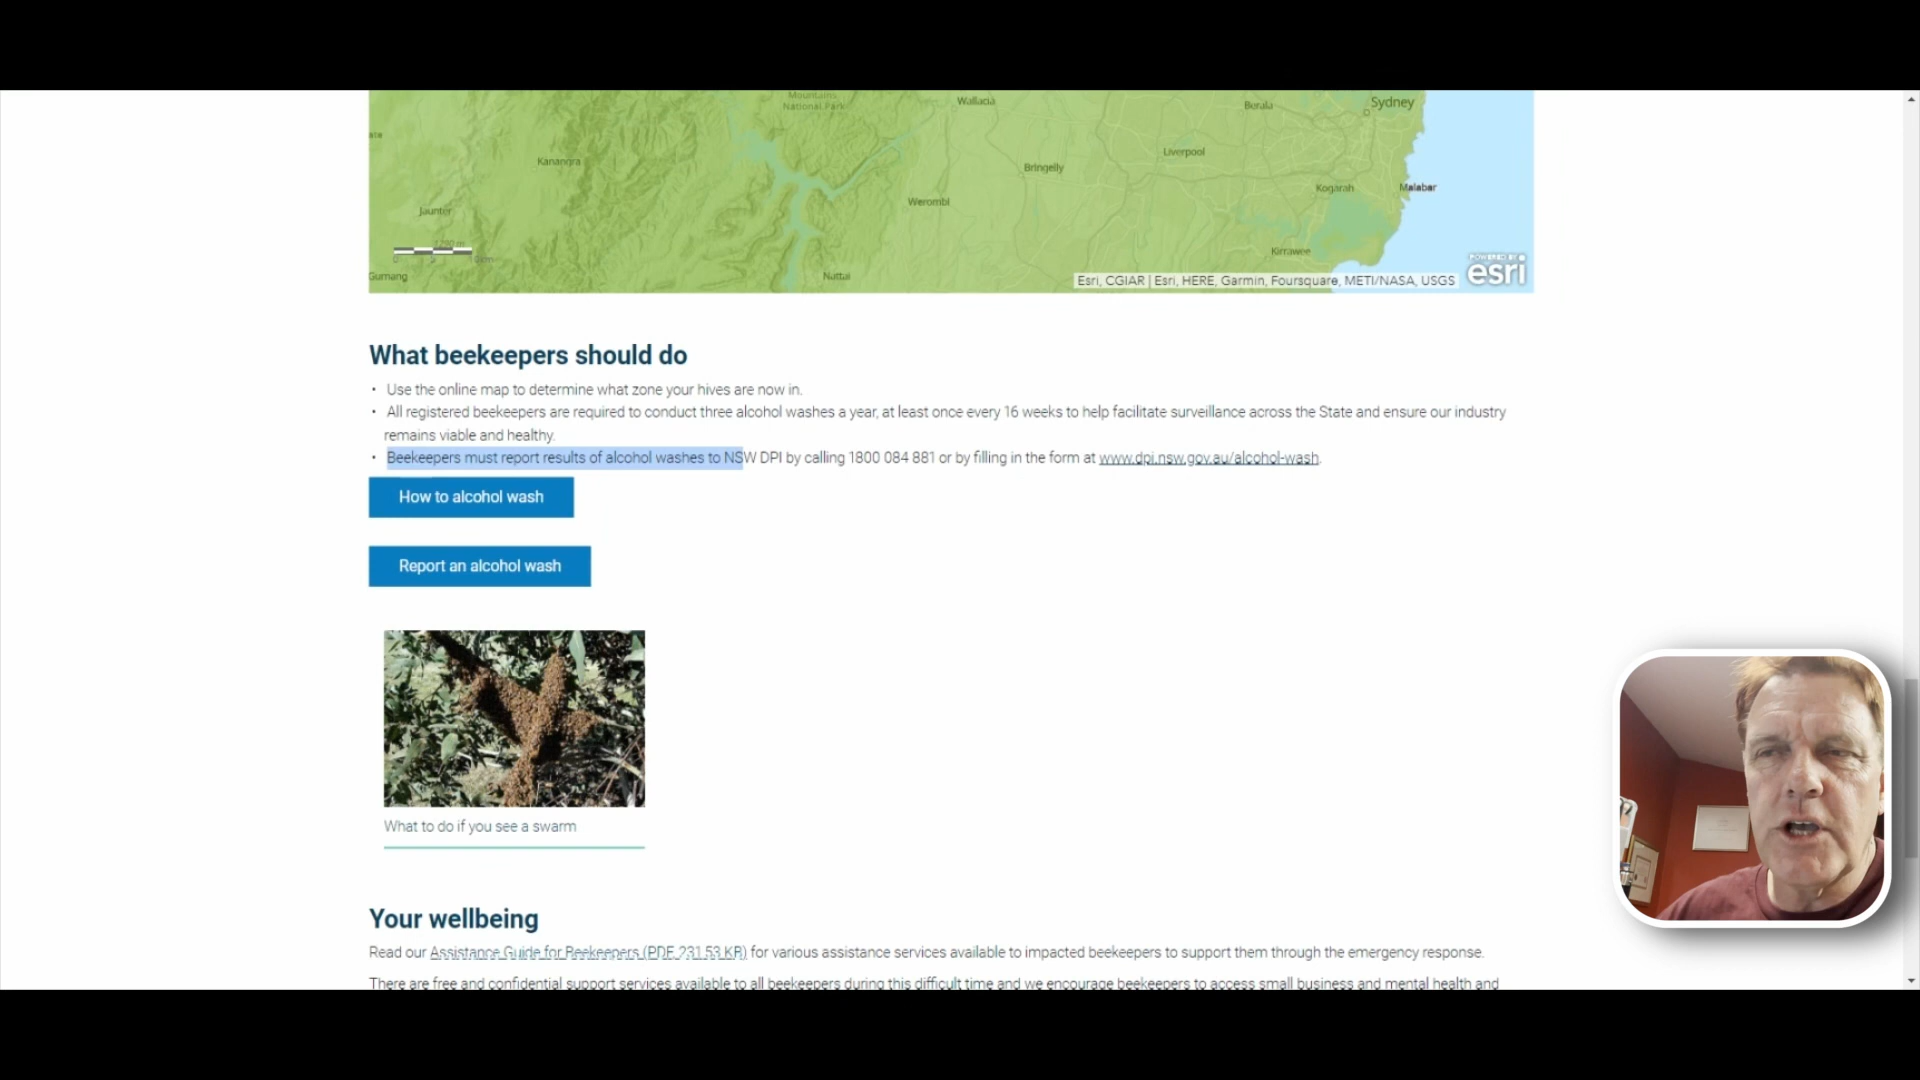 Mountains
National Park
Wallacia
Berala
Sydney
Kanangra
Bringelly
Liverpool
Kogarah
Malabar
Werombi
Jaunter
Kirrawee
Nattai
POWERED BY
esri
Esri, CGIAR | Esri, HERE, Garmin, Foursquare, METI/NASA, USGS
What beekeepers should do
• Use the online map to determine what zone your hives are now in.
• All registered beekeepers are required to conduct three alcohol washes a year, at least once every 16 weeks to help facilitate surveillance across the State and ensure our industry
remains viable and healthy.
• Beekeepers must report results of alcohol washes to NSW DPI by calling 1800 084 881 or by filling in the form at www.dpi.nsw.gov.au/alcohol-wash.
How to alcohol wash
Report an alcohol wash
What to do if you see a swarm
Your wellbeing
Read our Assistance Guide for Beekeepers (PDF, 231.53 KB) for various assistance services available to impacted beekeepers to support them through the emergency response.
There are free and confidential support services available to all beekeepers during this difficult time and we encourage beekeepers to access small business and mental health and